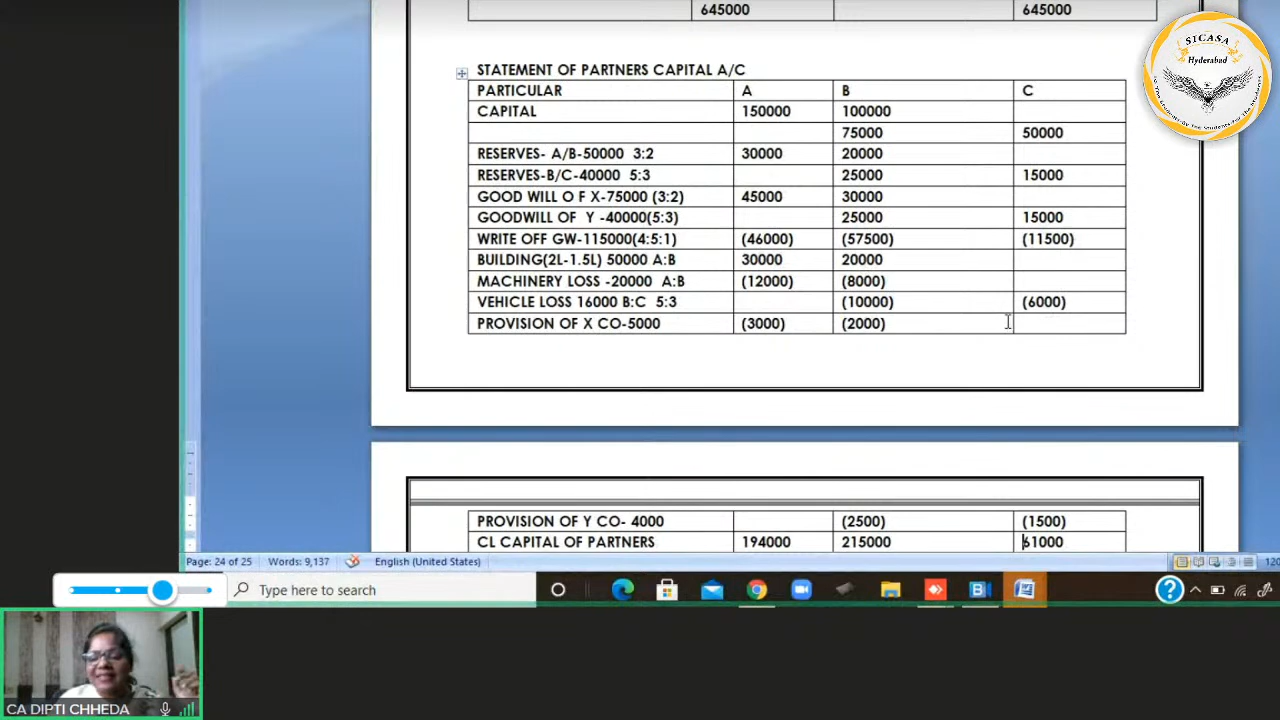 645000 645000
SICASA
Hyderabad
STATEMENT OF PARTNERS CAPITAL A/C
PARTICULAR A B C
CAPITAL 150000 100000
75000 50000
RESERVES- A/B-50000 3:2 30000 20000
RESERVES-B/C-40000 5:3 25000 15000
GOOD WILL O F X-75000 (3:2) 45000 30000
GOODWILL OF Y -40000(5:3) 25000 15000
WRITE OFF GW-115000(4:5:1) (46000) (57500) (11500)
BUILDING(2L-1.5L) 50000 A:B 30000 20000
MACHINERY LOSS -20000 A:B (12000) (8000)
VEHICLE LOSS 16000 B:C 5:3 (10000) (6000)
PROVISION OF X CO-5000 (3000) (2000)
PROVISION OF Y CO- 4000 (2500) (1500)
CL CAPITAL OF PARTNERS 194000 215000 61000
Page: 24 of 25 Words: 9,137 English (United States) 120
Type here to search
CA DIPTI CHHEDA